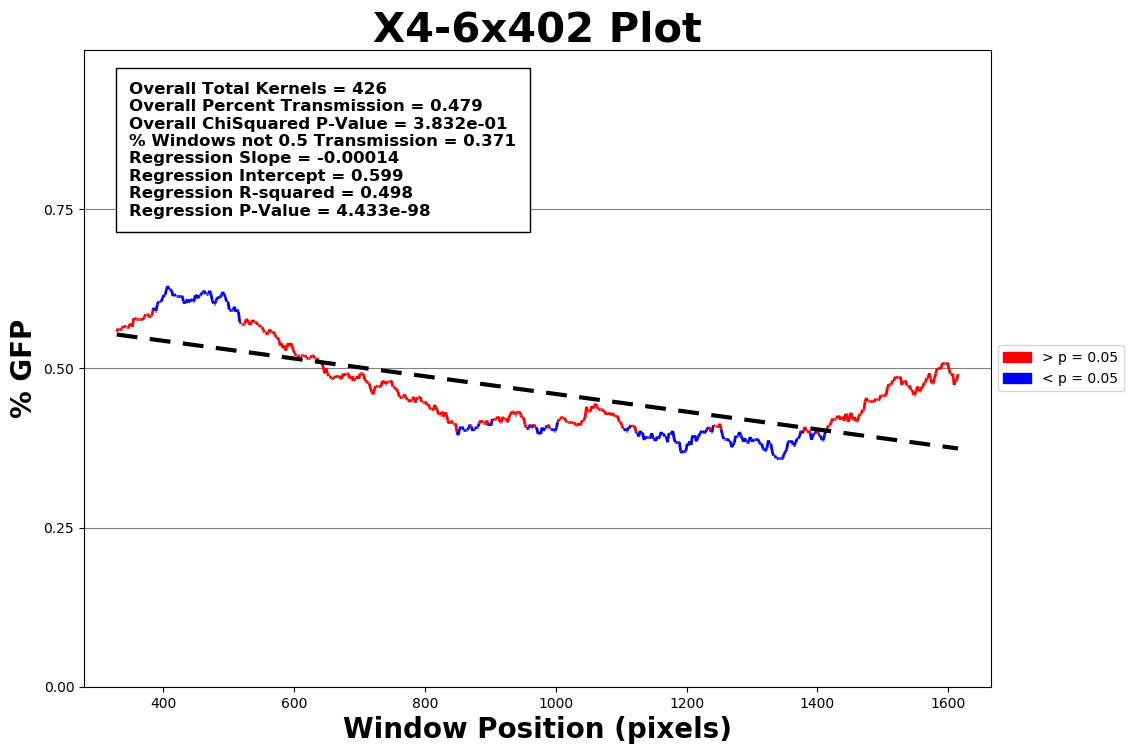 X4-6x402 Plot
Overall Total Kernels = 426
Overall Percent Transmission = 0.479
Overall ChiSquared P-Value = 3.832e-01
% Windows not 0.5 Transmission = 0.371
Regression Slope = -0.00014
Regression Intercept = 0.599
Regression R-squared = 0.498
Regression P-Value = 4.433e-98
% GFP
0.75
0.50
0.25
0.00
> p = 0.05
< p = 0.05
400 600 800 1000 1200 1400 1600
Window Position (pixels)